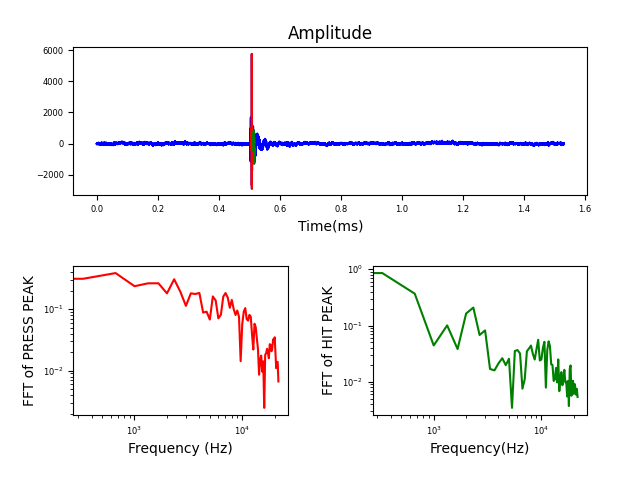 Amplitude
6000
4000
2000
0
−2000
0.0 0.2 0.4 0.6 0.8 1.0 1.2 1.4 1.6
Time(ms)
FFT of PRESS PEAK
10⁻¹
10⁻²
10³ 10⁴
Frequency (Hz)
FFT of HIT PEAK
10⁰
10⁻¹
10⁻²
10³ 10⁴
Frequency(Hz)